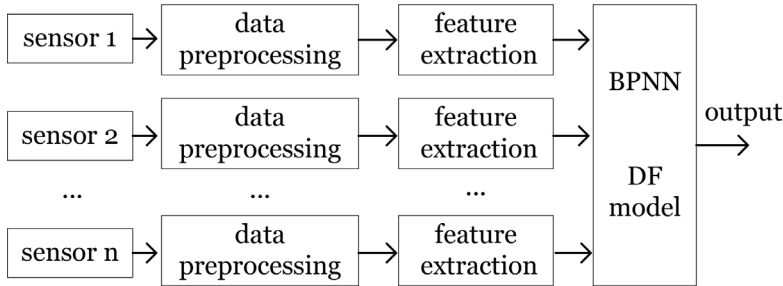 sensor 1
data
preprocessing
feature
extraction
sensor 2
data
preprocessing
feature
extraction
...
...
...
sensor n
data
preprocessing
feature
extraction
BPNN
DF
model
output